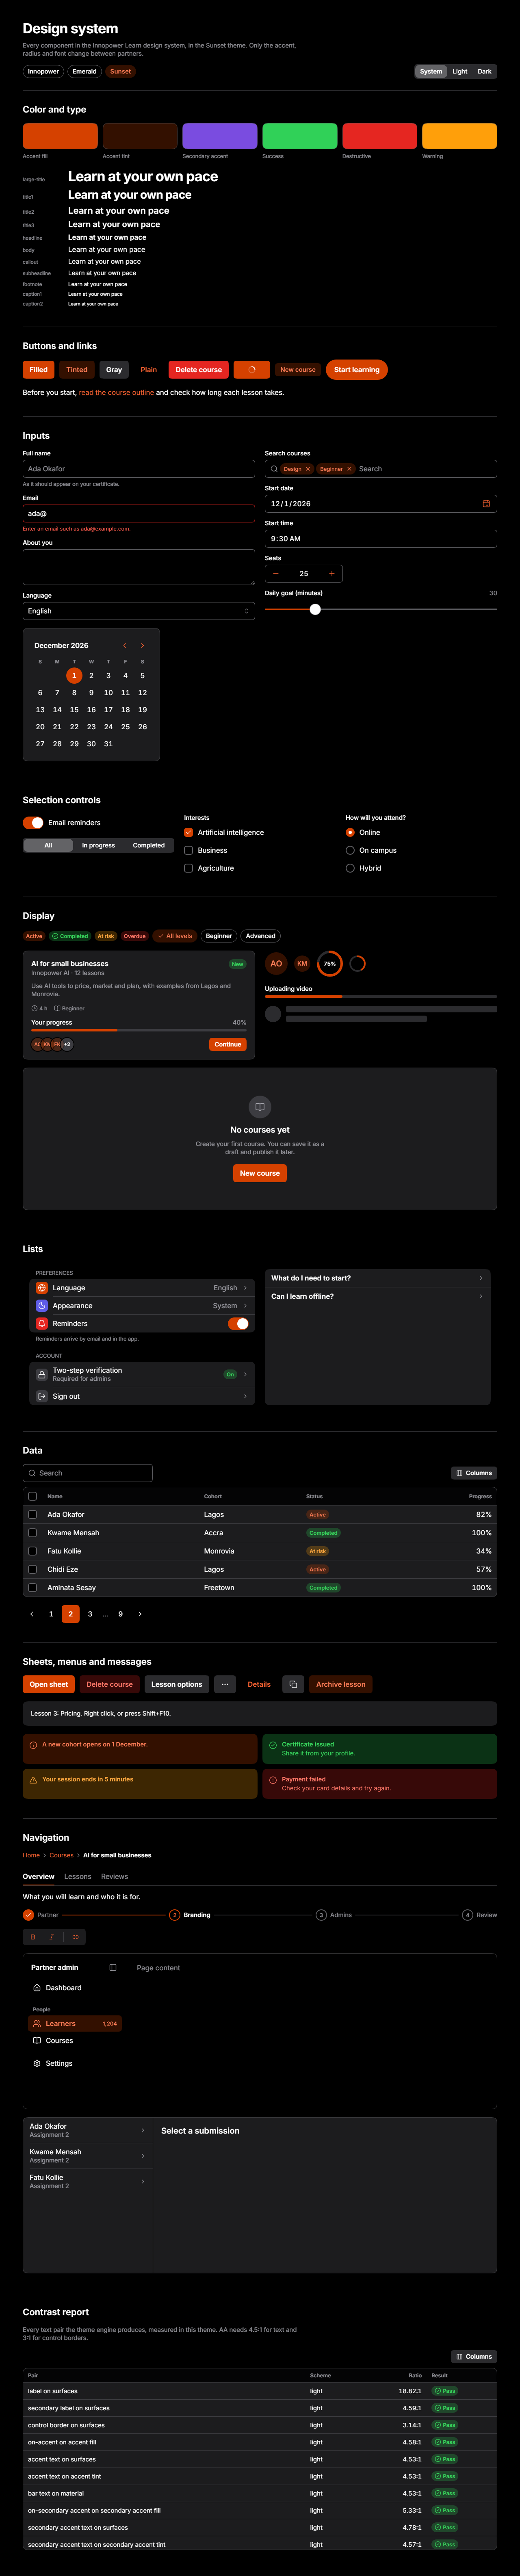 Design system
Every component in the Innopower Learn design system, in the Sunset theme. Only the accent,
radius and font change between partners.
Innopower Emerald Sunset System Light Dark
Color and type
Accent fill Accent tint Secondary accent Success Destructive Warning
large-title Learn at your own pace
title1 Learn at your own pace
title2 Learn at your own pace
title3 Learn at your own pace
headline Learn at your own pace
body Learn at your own pace
callout Learn at your own pace
subheadline Learn at your own pace
footnote Learn at your own pace
caption1 Learn at your own pace
caption2 Learn at your own pace
Buttons and links
Filled Tinted Gray Plain Delete course New course Start learning
Before you start, read the course outline and check how long each lesson takes.
Inputs
Full name
Ada Okafor
As it should appear on your certificate.
Email
ada@
Enter an email such as ada@example.com.
About you
Language
English
Search courses
Design Beginner Search
Start date
12/1/2026
Start time
9:30 AM
Seats
25
Daily goal (minutes) 30
December 2026
S M T W T F S
1 2 3 4 5
6 7 8 9 10 11 12
13 14 15 16 17 18 19
20 21 22 23 24 25 26
27 28 29 30 31
Selection controls
Email reminders
All In progress Completed
Interests
Artificial intelligence
Business
Agriculture
How will you attend?
Online
On campus
Hybrid
Display
Active Completed At risk Overdue All levels Beginner Advanced
AI for small businesses New
Innopower AI · 12 lessons
Use AI tools to price, market and plan, with examples from Lagos and
Monrovia.
4 h Beginner
Your progress 40%
+2 Continue
AO KM 75%
Uploading video
No courses yet
Create your first course. You can save it as a
draft and publish it later.
New course
Lists
PREFERENCES
Language English
Appearance System
Reminders
Reminders arrive by email and in the app.
ACCOUNT
Two-step verification On
Required for admins
Sign out
What do I need to start?
Can I learn offline?
Data
Search Columns
Name Cohort Status Progress
Ada Okafor Lagos Active 82%
Kwame Mensah Accra Completed 100%
Fatu Kollie Monrovia At risk 34%
Chidi Eze Lagos Active 57%
Aminata Sesay Freetown Completed 100%
1 2 3 ... 9
Sheets, menus and messages
Open sheet Delete course Lesson options Details Archive lesson
Lesson 3: Pricing. Right click, or press Shift+F10.
A new cohort opens on 1 December.
Certificate issued
Share it from your profile.
Your session ends in 5 minutes
Payment failed
Check your card details and try again.
Navigation
Home Courses AI for small businesses
Overview Lessons Reviews
What you will learn and who it is for.
Partner 2 Branding 3 Admins 4 Review
B I
Partner admin
Dashboard
People
Learners 1,204
Courses
Settings
Page content
Ada Okafor
Assignment 2
Kwame Mensah
Assignment 2
Fatu Kollie
Assignment 2
Select a submission
Contrast report
Every text pair the theme engine produces, measured in this theme. AA needs 4.5:1 for text and
3:1 for control borders.
Columns
Pair Scheme Ratio Result
label on surfaces light 18.82:1 Pass
secondary label on surfaces light 4.59:1 Pass
control border on surfaces light 3.14:1 Pass
on-accent on accent fill light 4.58:1 Pass
accent text on surfaces light 4.53:1 Pass
accent text on accent tint light 4.53:1 Pass
bar text on material light 4.53:1 Pass
on-secondary accent on secondary accent fill light 5.33:1 Pass
secondary accent text on surfaces light 4.78:1 Pass
secondary accent text on secondary accent tint light 4.57:1 Pass